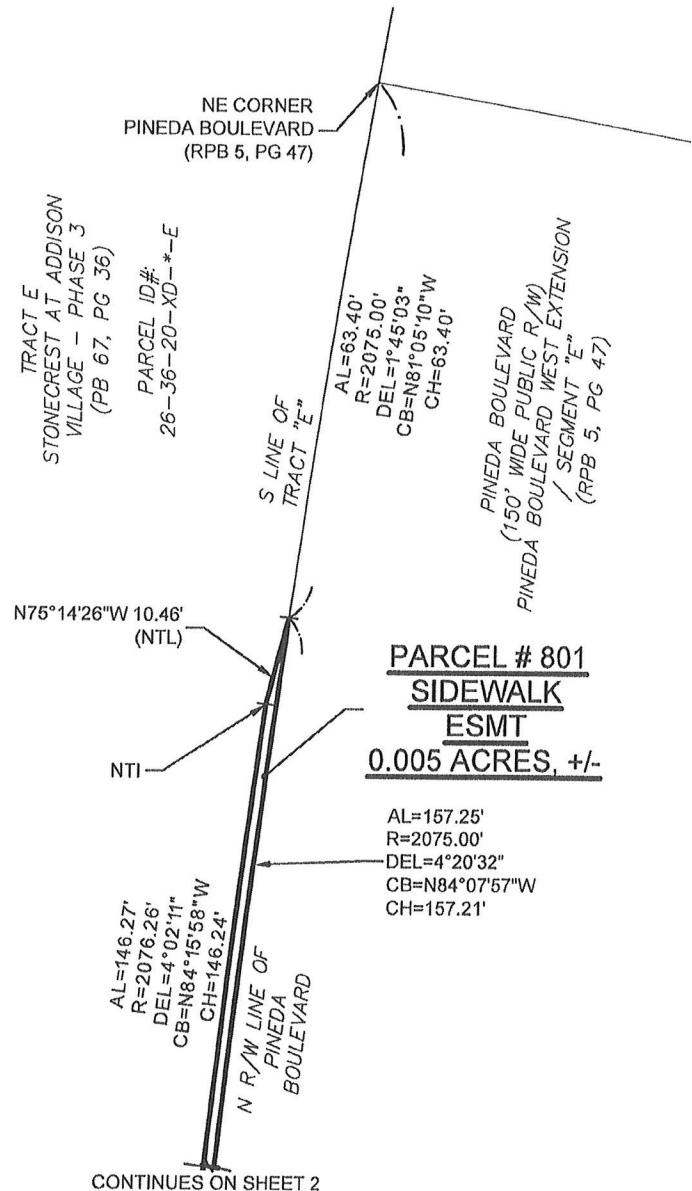 NE CORNER
PINEDA BOULEVARD
(RPB 5, PG 47)
TRACT E
STONECREST AT ADDISON
VILLAGE - PHASE 3
(PB 67, PG 36)
PARCEL ID#:
26-36-20-XD-*-E
S LINE OF
TRACT "E"
AL=63.40'
R=2075.00'
DEL=1°45'03"
CB=N81°05'10"W
CH=63.40'
PINEDA BOULEVARD
(150' WIDE PUBLIC R/W)
PINEDA BOULEVARD WEST EXTENSION
/ SEGMENT "E"
(RPB 5, PG 47)
N75°14'26"W 10.46'
(NTL)
NTI
PARCEL # 801
SIDEWALK
ESMT
0.005 ACRES, +/-
AL=157.25'
R=2075.00'
DEL=4°20'32"
CB=N84°07'57"W
CH=157.21'
AL=146.27'
R=2076.26'
DEL=4°02'11"
CB=N84°15'58"W
CH=146.24'
N R/W LINE OF
PINEDA
BOULEVARD
CONTINUES ON SHEET 2